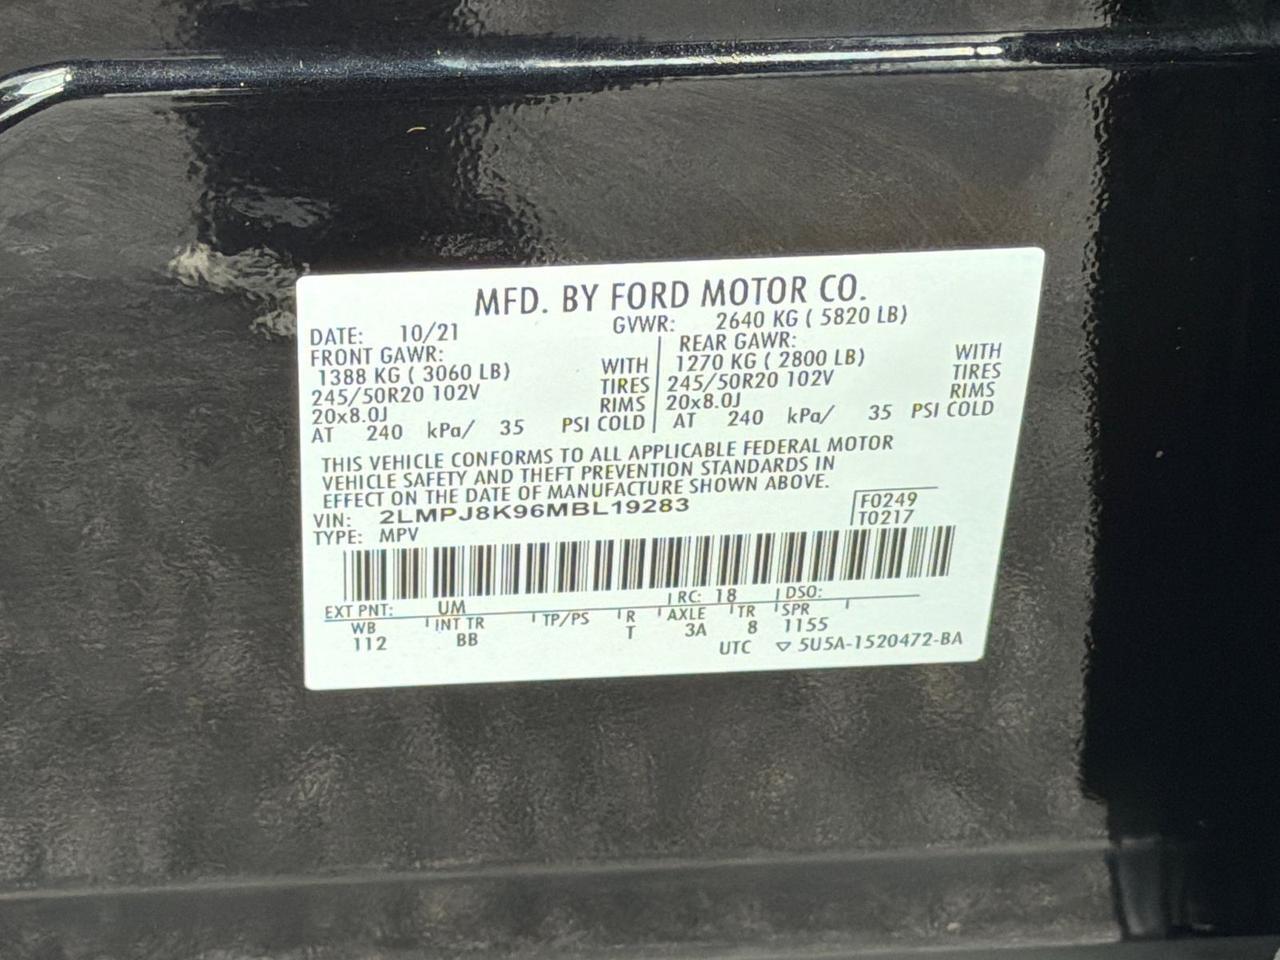 MFD. BY FORD MOTOR CO.
DATE: 10/21 GVWR: 2640 KG ( 5820 LB)
FRONT GAWR: REAR GAWR:
1388 KG ( 3060 LB) WITH 1270 KG ( 2800 LB) WITH
245/50R20 102V TIRES 245/50R20 102V TIRES
20x8.0J RIMS 20x8.0J RIMS
AT 240 kPa/ 35 PSI COLD AT 240 kPa/ 35 PSI COLD
THIS VEHICLE CONFORMS TO ALL APPLICABLE FEDERAL MOTOR
VEHICLE SAFETY AND THEFT PREVENTION STANDARDS IN
EFFECT ON THE DATE OF MANUFACTURE SHOWN ABOVE.
VIN: 2LMPJ8K96MBL19283 F0249
TYPE: MPV T0217
EXT PNT: UM RC: 18 DSO:
WB INT TR TP/PS R AXLE TR SPR
112 BB T 3A 8 1155
UTC ▽ 5U5A-1520472-BA